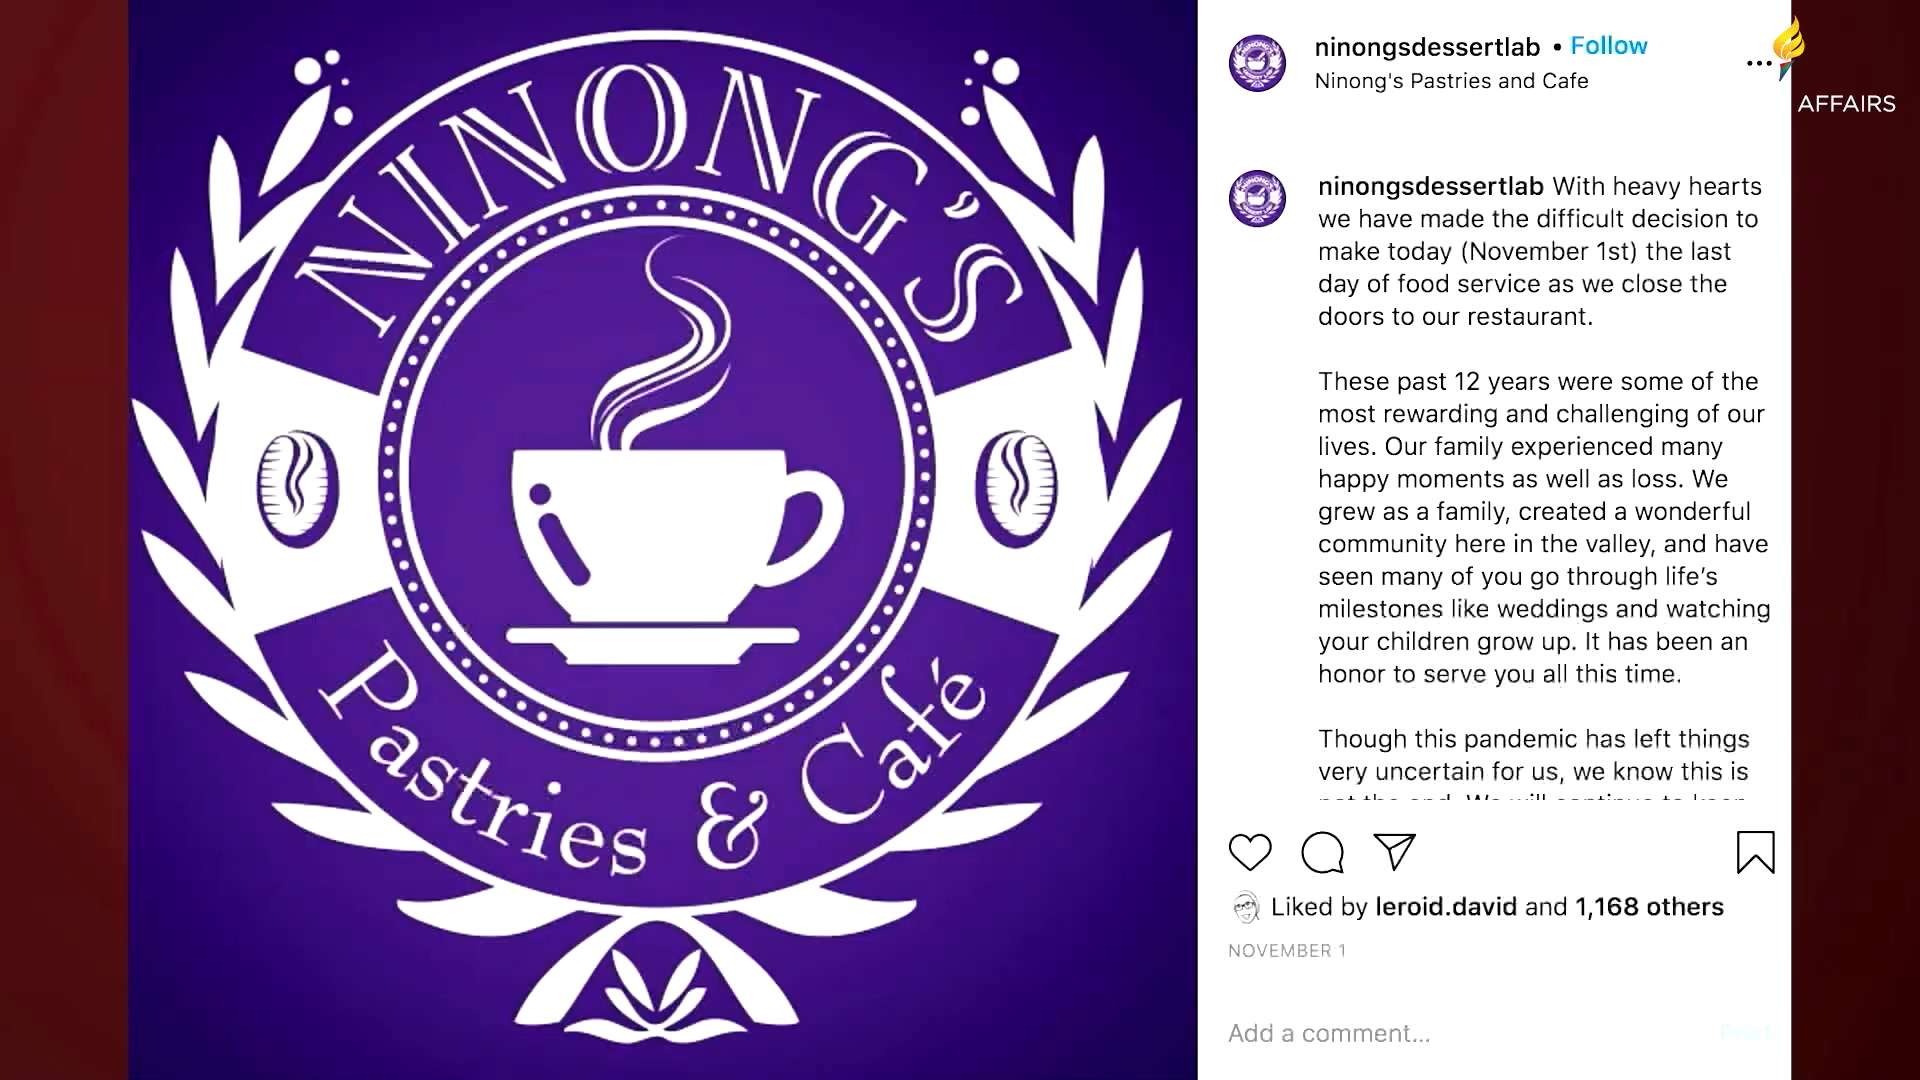 NINONG'S
Pastries & Café
ninongsdessertlab • Follow
Ninong's Pastries and Cafe
AFFAIRS
ninongsdessertlab With heavy hearts
we have made the difficult decision to
make today (November 1st) the last
day of food service as we close the
doors to our restaurant.
These past 12 years were some of the
most rewarding and challenging of our
lives. Our family experienced many
happy moments as well as loss. We
grew as a family, created a wonderful
community here in the valley, and have
seen many of you go through life’s
milestones like weddings and watching
your children grow up. It has been an
honor to serve you all this time.
Though this pandemic has left things
very uncertain for us, we know this is
Liked by leroid.david and 1,168 others
NOVEMBER 1
Add a comment...
Post